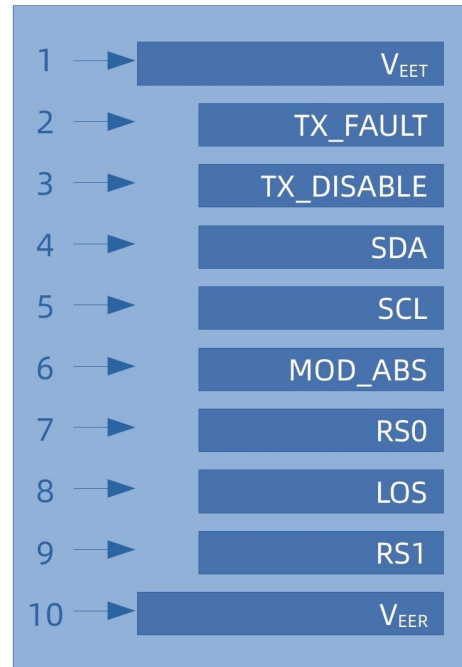 1 VEET
2 TX_FAULT
3 TX_DISABLE
4 SDA
5 SCL
6 MOD_ABS
7 RS0
8 LOS
9 RS1
10 VEER